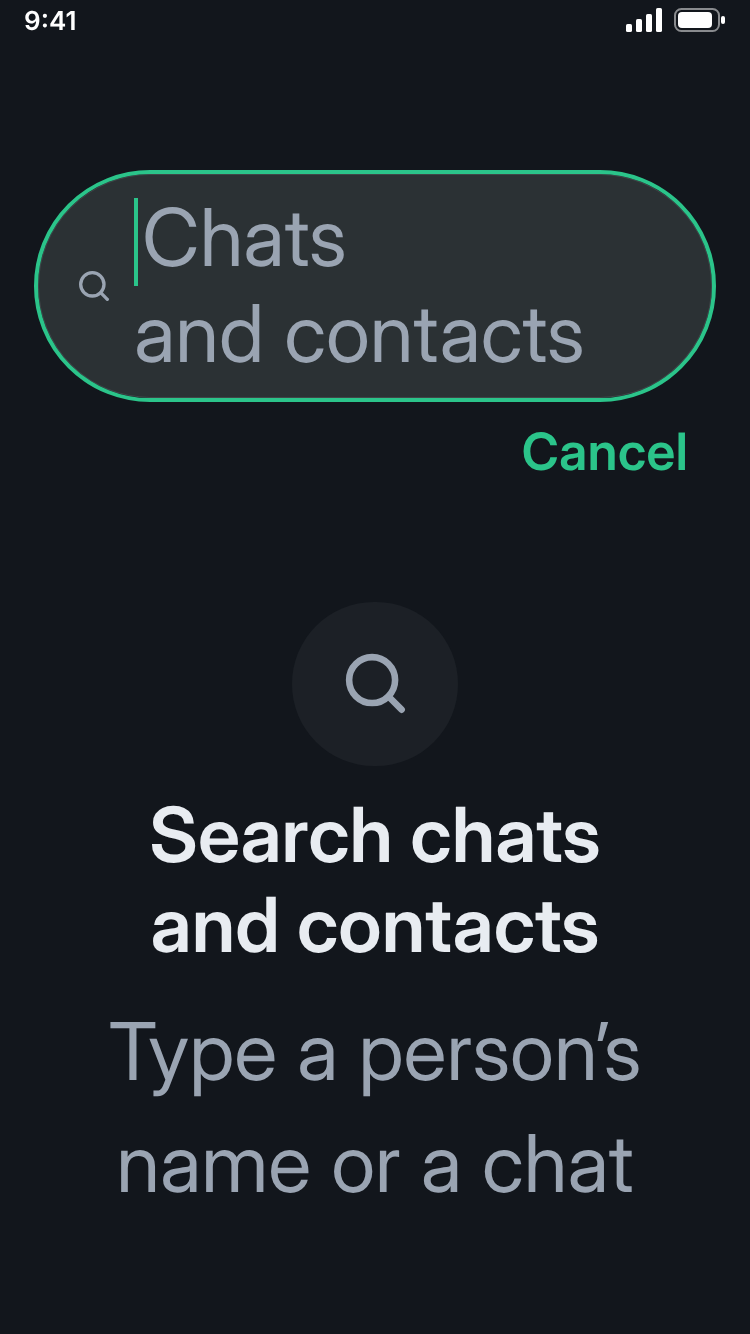 9:41
Chats
and contacts
Cancel
Search chats
and contacts
Type a person’s
name or a chat